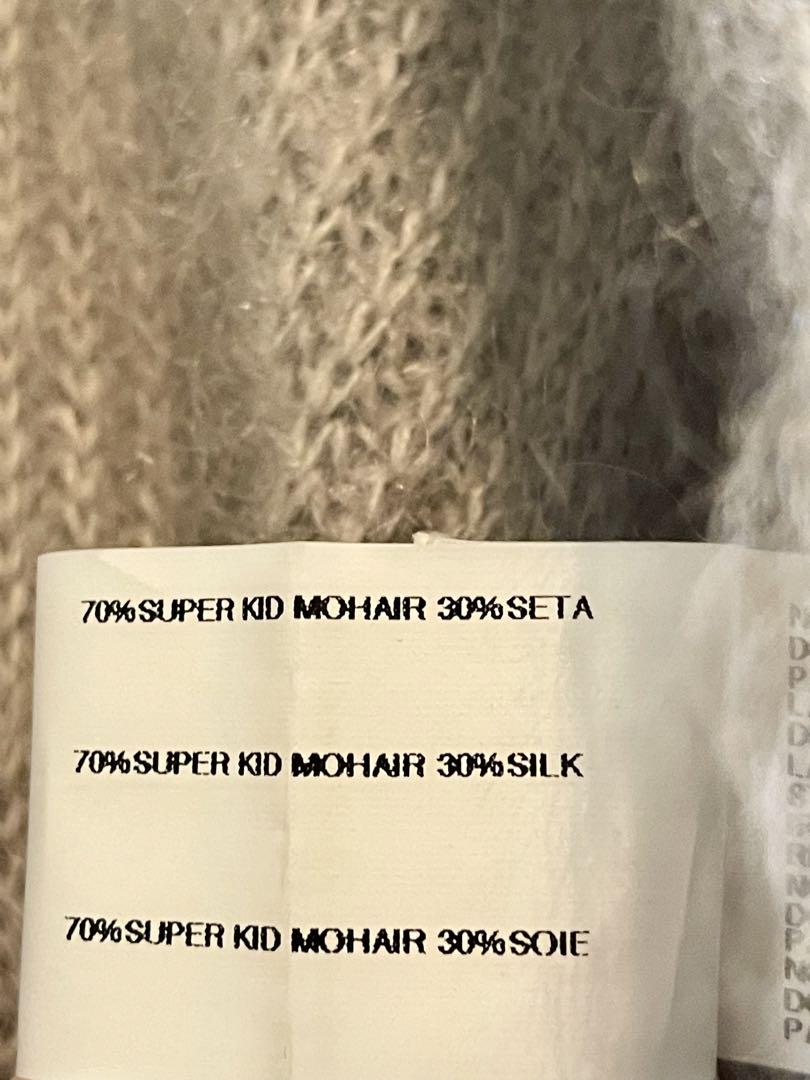 70% SUPER KID MOHAIR 30% SETA
70% SUPER KID MOHAIR 30% SILK
70% SUPER KID MOHAIR 30% SOIE